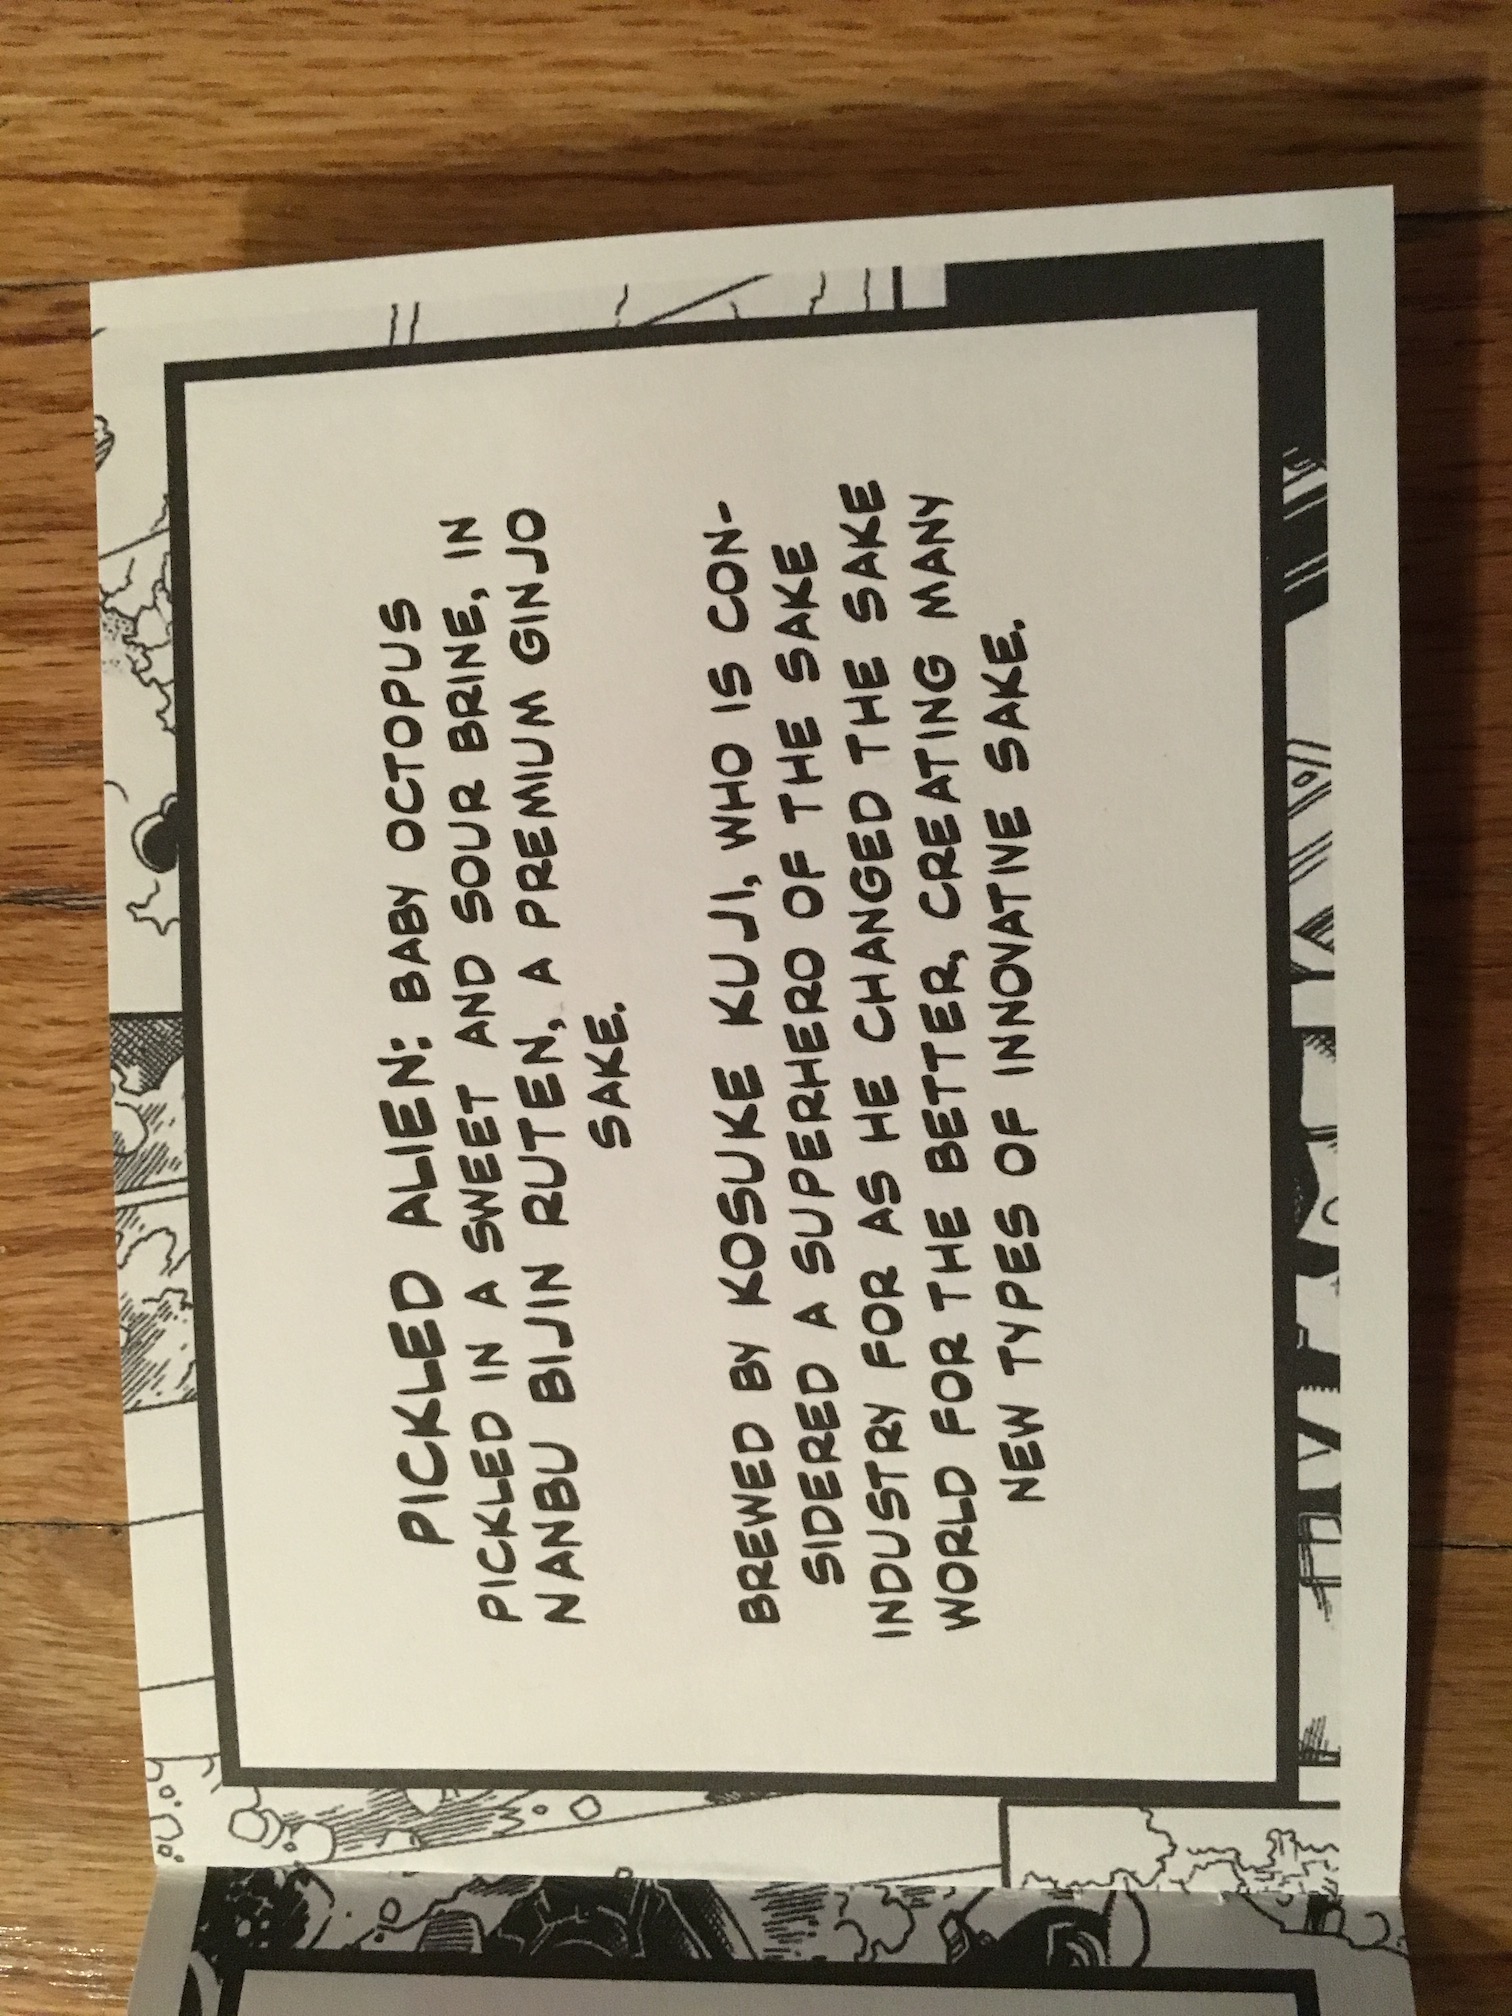 PICKLED ALIEN: BABY OCTOPUS
PICKLED IN A SWEET AND SOUR BRINE, IN
NANBU BIJIN RUTEN, A PREMIUM GINJO
SAKE.
BREWED BY KOSUKE KUJI, WHO IS CON-
SIDERED A SUPERHERO OF THE SAKE
INDUSTRY FOR AS HE CHANGED THE SAKE
WORLD FOR THE BETTER, CREATING MANY
NEW TYPES OF INNOVATIVE SAKE.